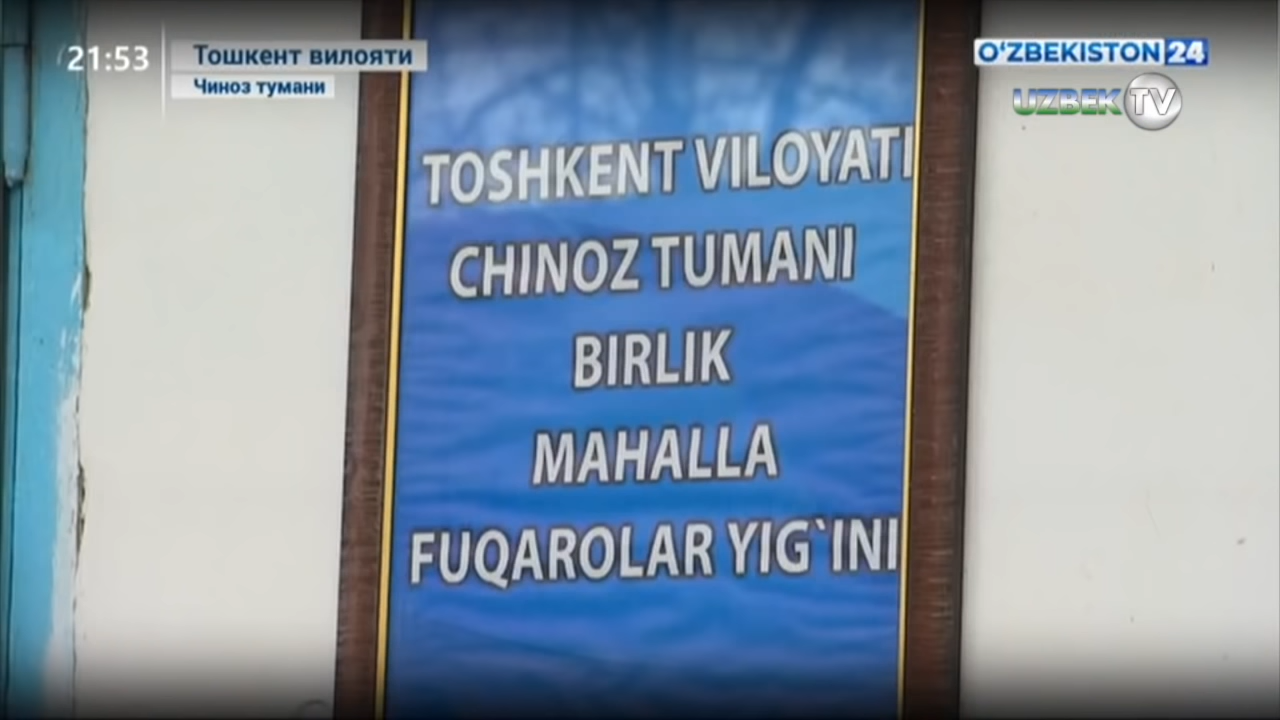 21:53
Тошкент вилояти
Чиноз тумани
O‘ZBEKISTON 24
UZBEK TV
TOSHKENT VILOYATI
CHINOZ TUMANI
BIRLIK
MAHALLA
FUQAROLAR YIG`INI